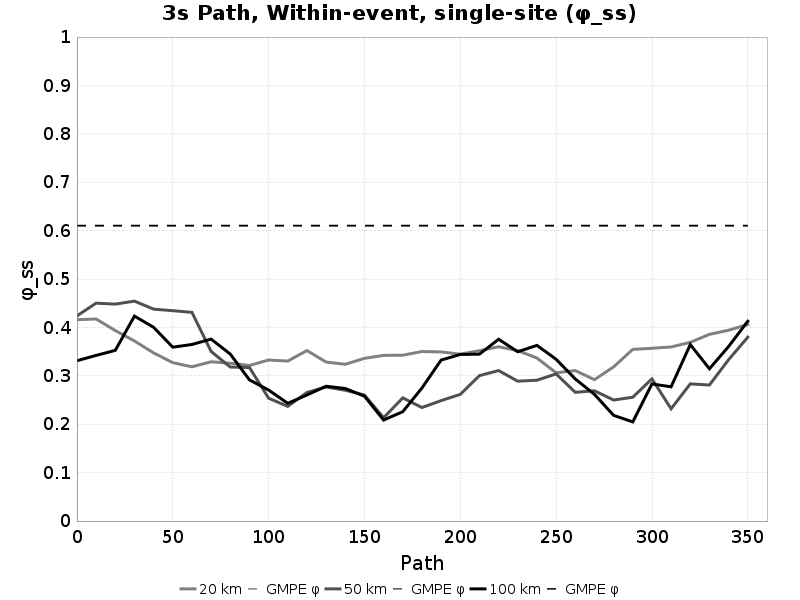 3s Path, Within-event, single-site (φ_ss)
1
0.9
0.8
0.7
0.6
0.5
0.4
0.3
0.2
0.1
0
φ_ss
0 50 100 150 200 250 300 350
Path
20 km GMPE φ 50 km GMPE φ 100 km GMPE φ